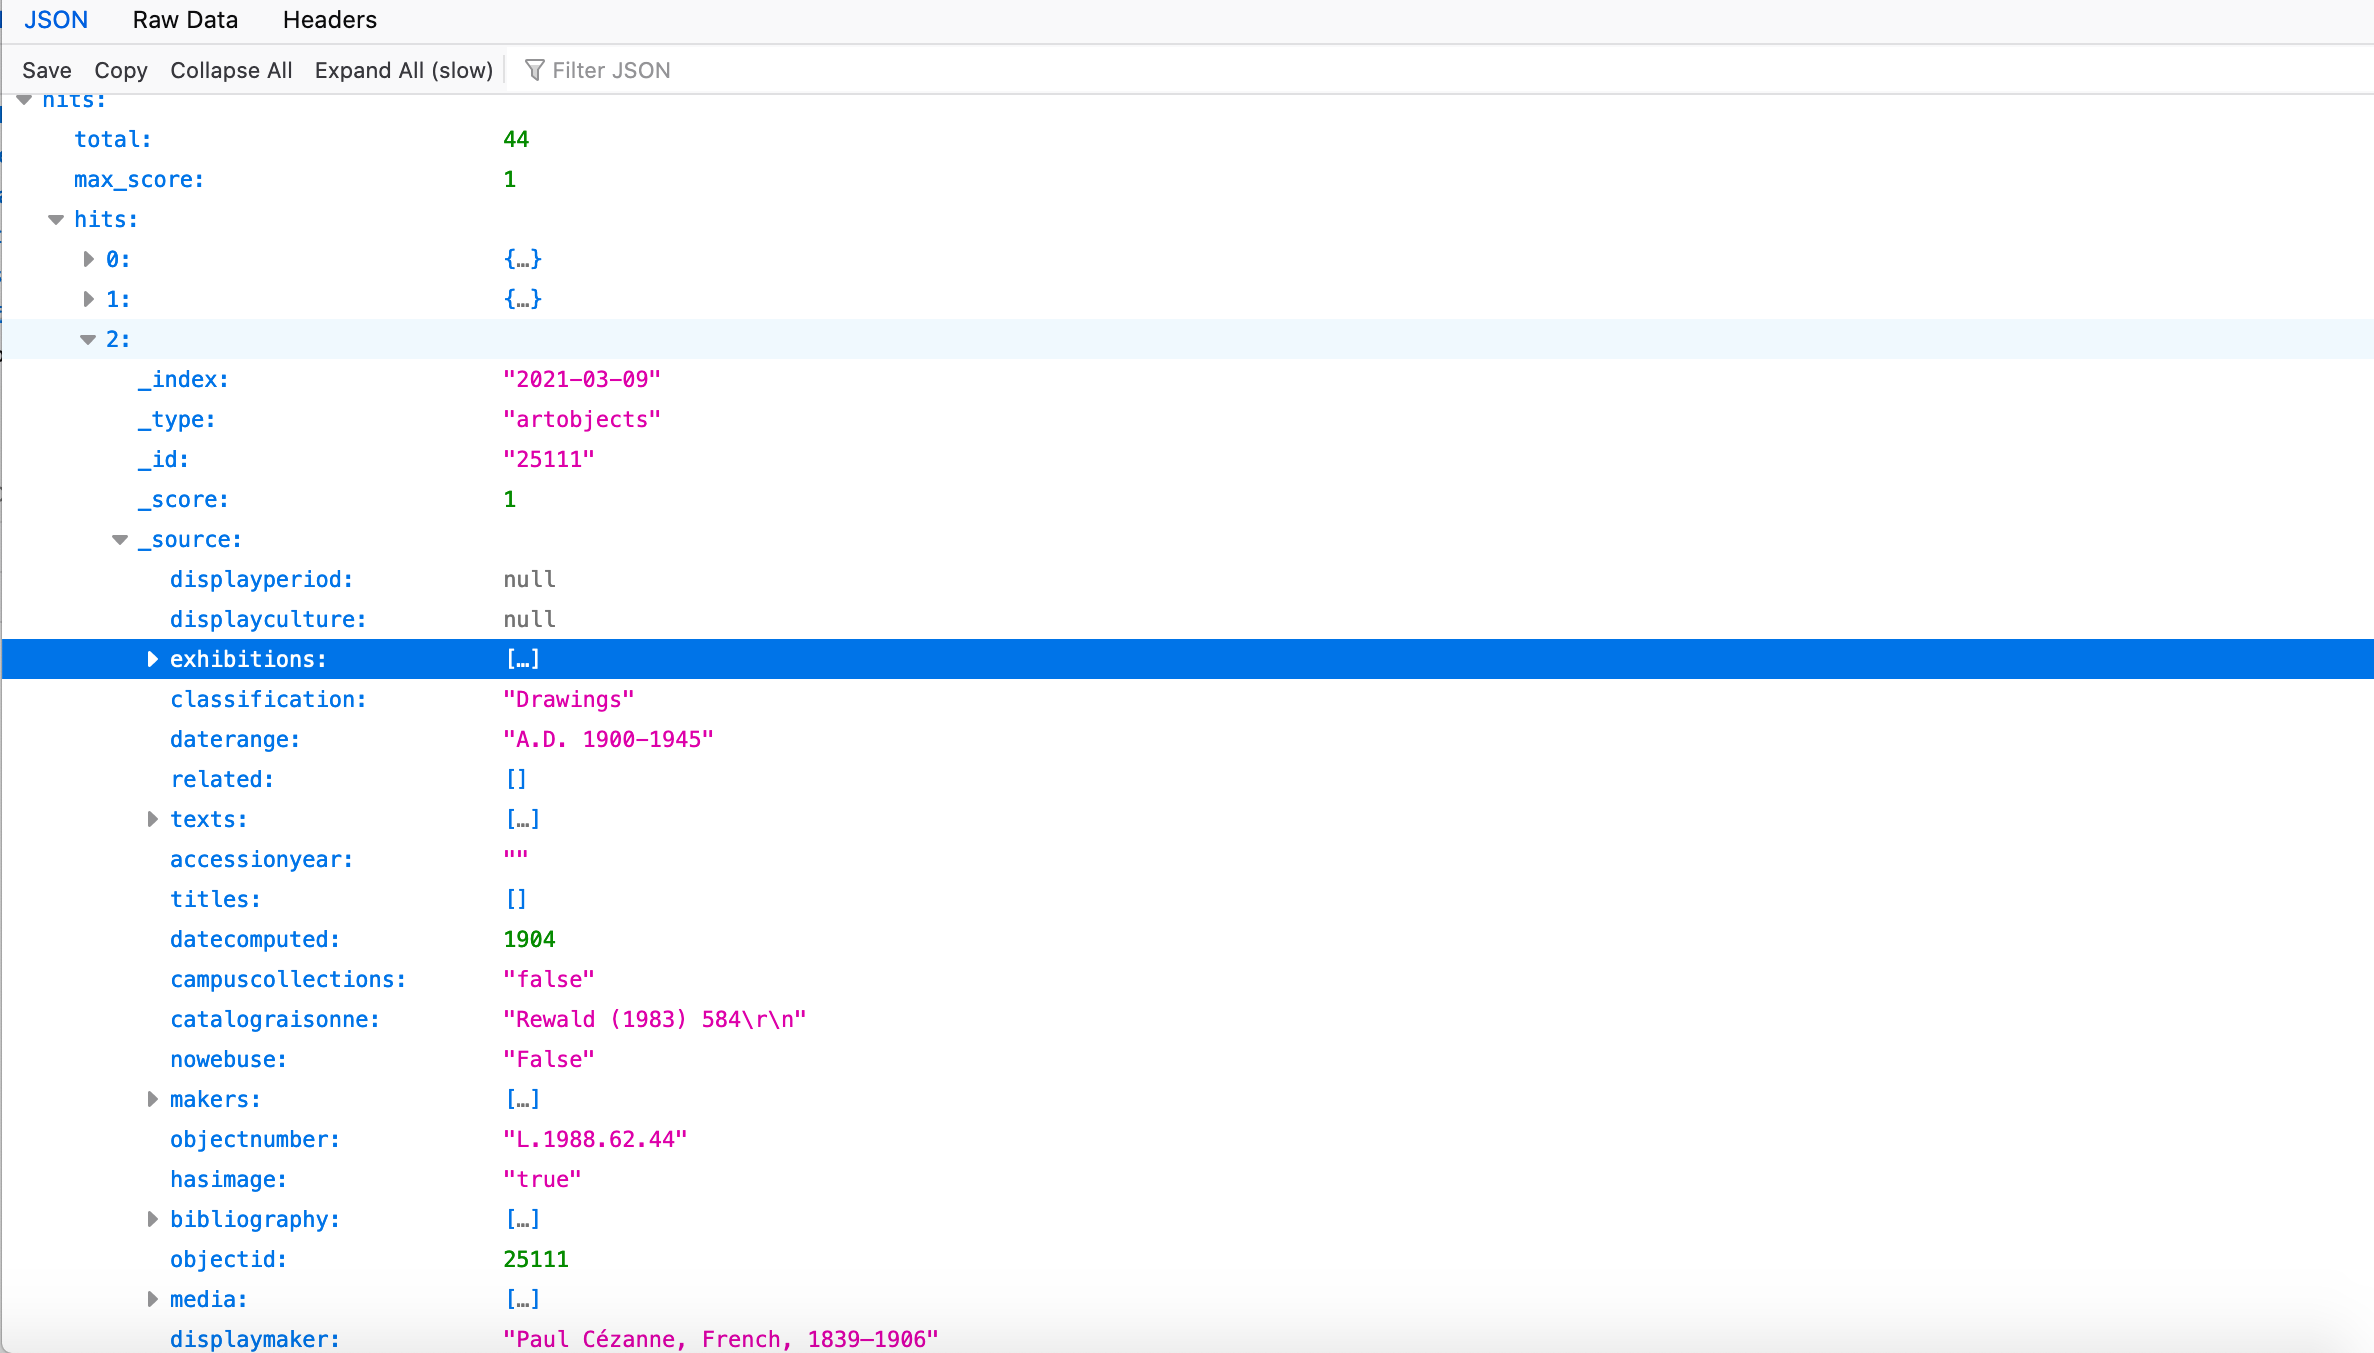 JSON Raw Data Headers
Save Copy Collapse All Expand All (slow) Filter JSON
hits:
total: 44
max_score: 1
hits:
0: {…}
1: {…}
2:
_index: "2021-03-09"
_type: "artobjects"
_id: "25111"
_score: 1
_source:
displayperiod: null
displayculture: null
exhibitions: […]
classification: "Drawings"
daterange: "A.D. 1900-1945"
related: []
texts: […]
accessionyear: ""
titles: []
datecomputed: 1904
campuscollections: "false"
catalograisonne: "Rewald (1983) 584\r\n"
nowebuse: "False"
makers: […]
objectnumber: "L.1988.62.44"
hasimage: "true"
bibliography: […]
objectid: 25111
media: […]
displaymaker: "Paul Cézanne, French, 1839–1906"